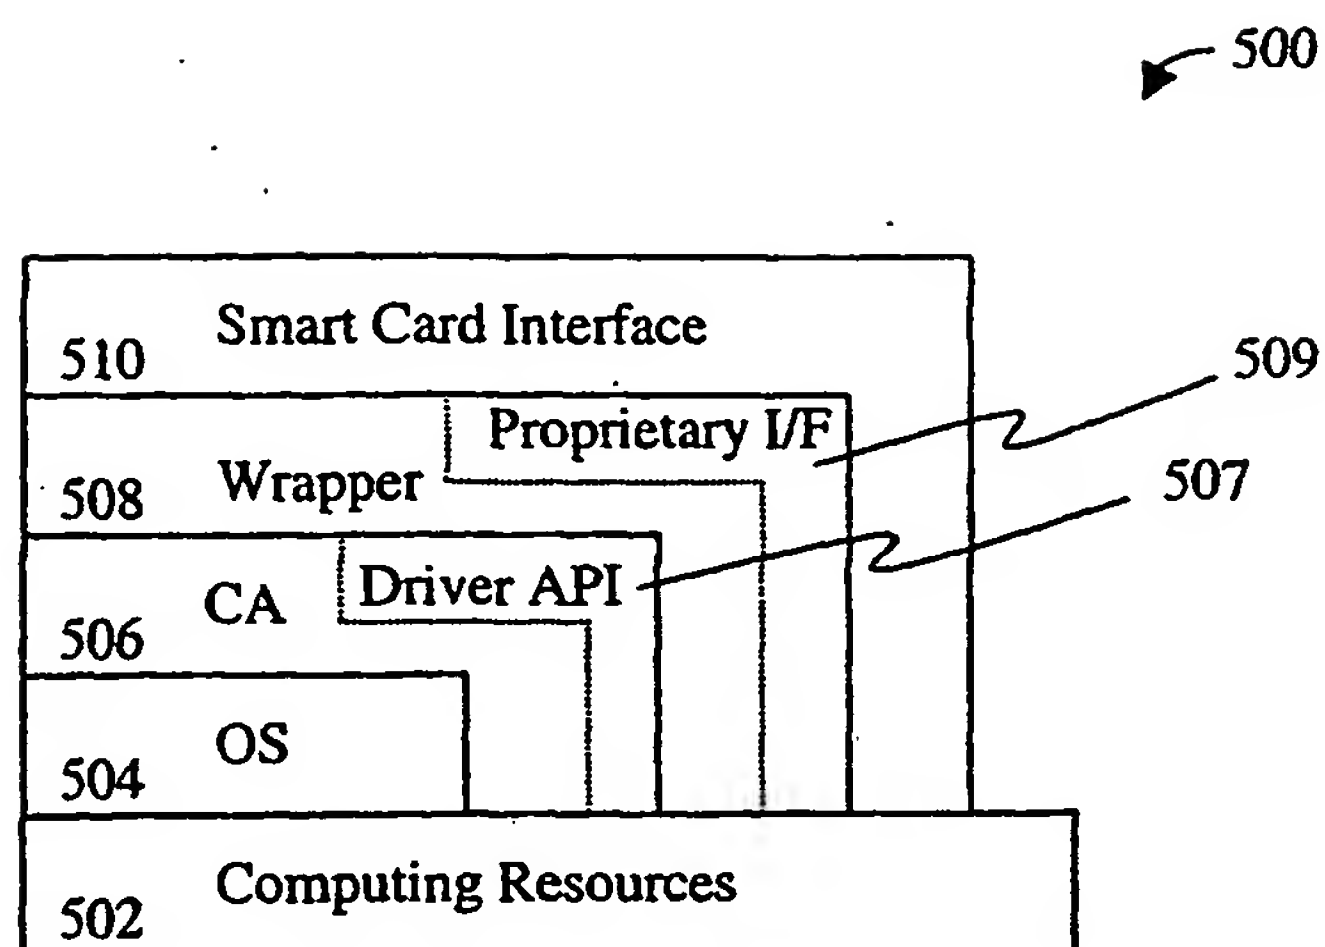 500
Smart Card Interface
510
509
Proprietary I/F
Wrapper
508
507
Driver API
CA
506
OS
504
Computing Resources
502